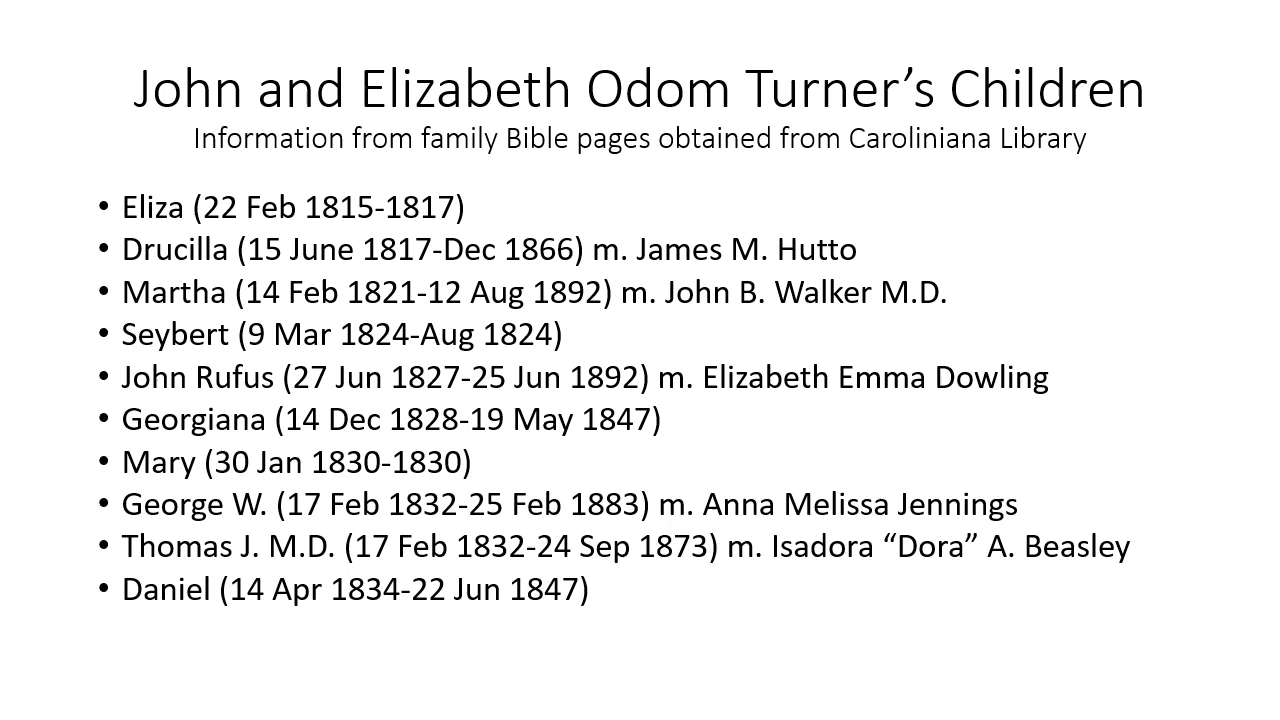 John and Elizabeth Odom Turner’s Children
Information from family Bible pages obtained from Caroliniana Library
• Eliza (22 Feb 1815-1817)
• Drucilla (15 June 1817-Dec 1866) m. James M. Hutto
• Martha (14 Feb 1821-12 Aug 1892) m. John B. Walker M.D.
• Seybert (9 Mar 1824-Aug 1824)
• John Rufus (27 Jun 1827-25 Jun 1892) m. Elizabeth Emma Dowling
• Georgiana (14 Dec 1828-19 May 1847)
• Mary (30 Jan 1830-1830)
• George W. (17 Feb 1832-25 Feb 1883) m. Anna Melissa Jennings
• Thomas J. M.D. (17 Feb 1832-24 Sep 1873) m. Isadora “Dora” A. Beasley
• Daniel (14 Apr 1834-22 Jun 1847)